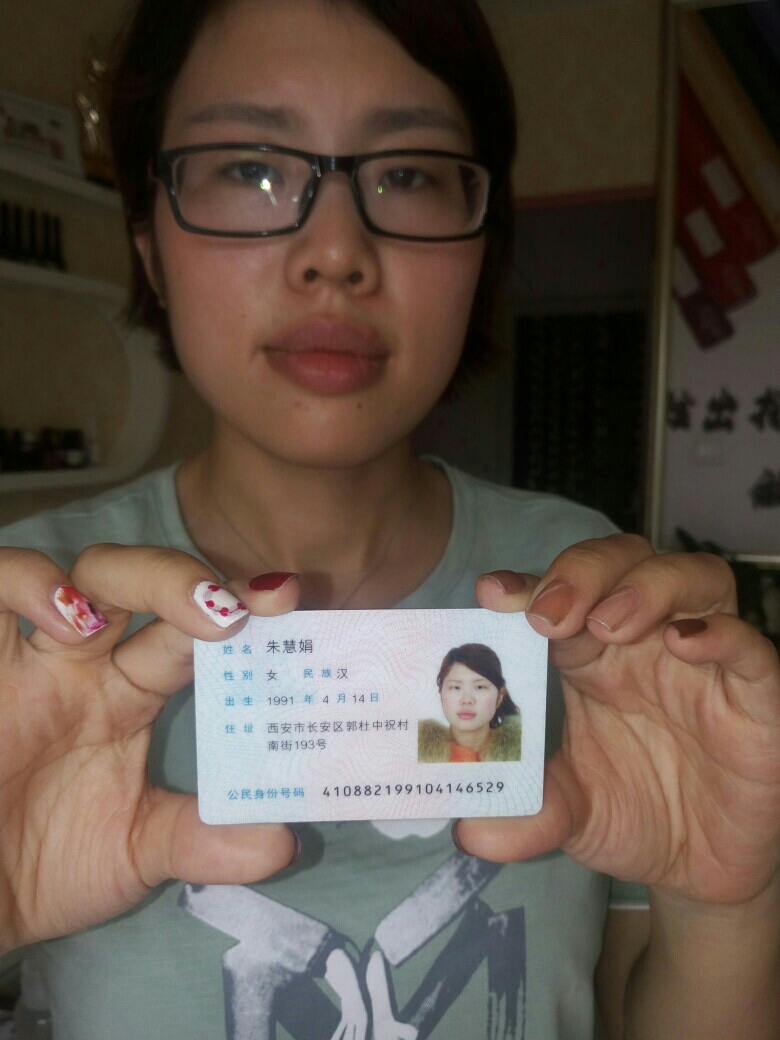 姓名 朱慧娟
性别 女 民族 汉
出生 1991 年 4 月 14 日
住址 西安市长安区郭杜中祝村
南街193号
公民身份号码 410882199104146529